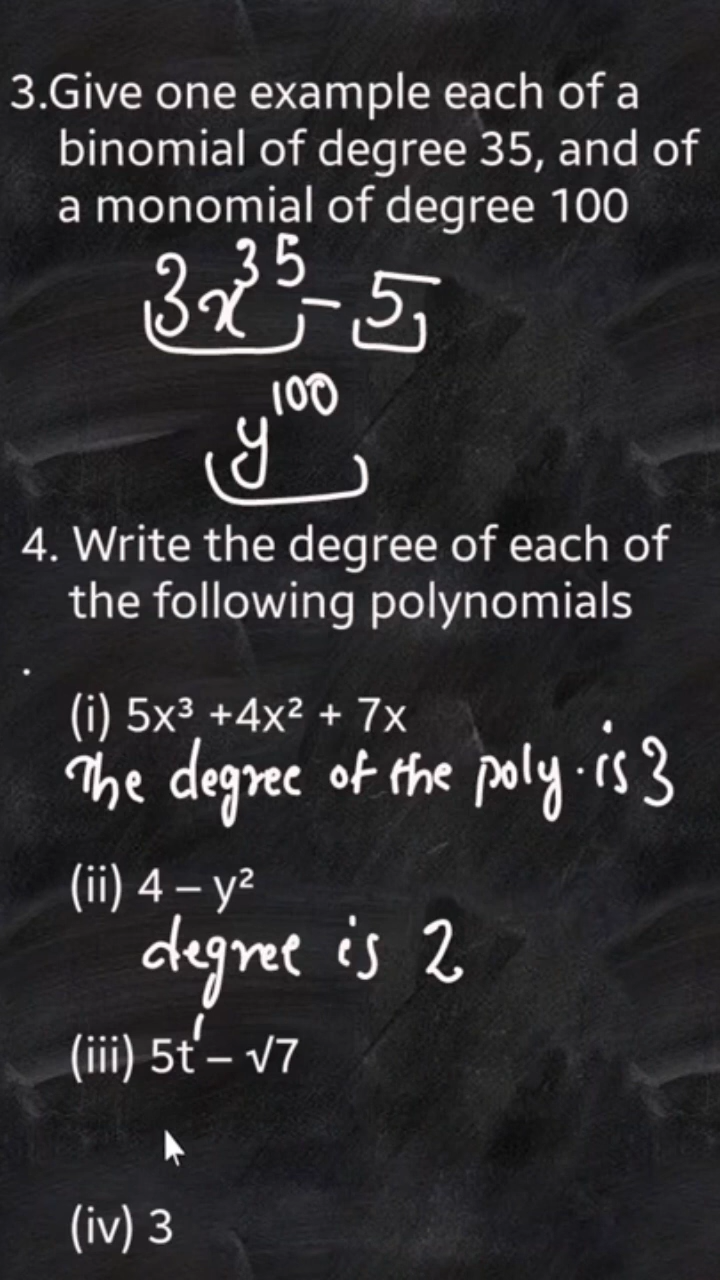 3.Give one example each of a
binomial of degree 35, and of
a monomial of degree 100
3x³⁵ - 5
y¹⁰⁰
4. Write the degree of each of
the following polynomials
.
(i) 5x³ +4x² + 7x
The degree of the poly. is 3
(ii) 4 – y²
degree is 2
(iii) 5t¹ – √7
(iv) 3